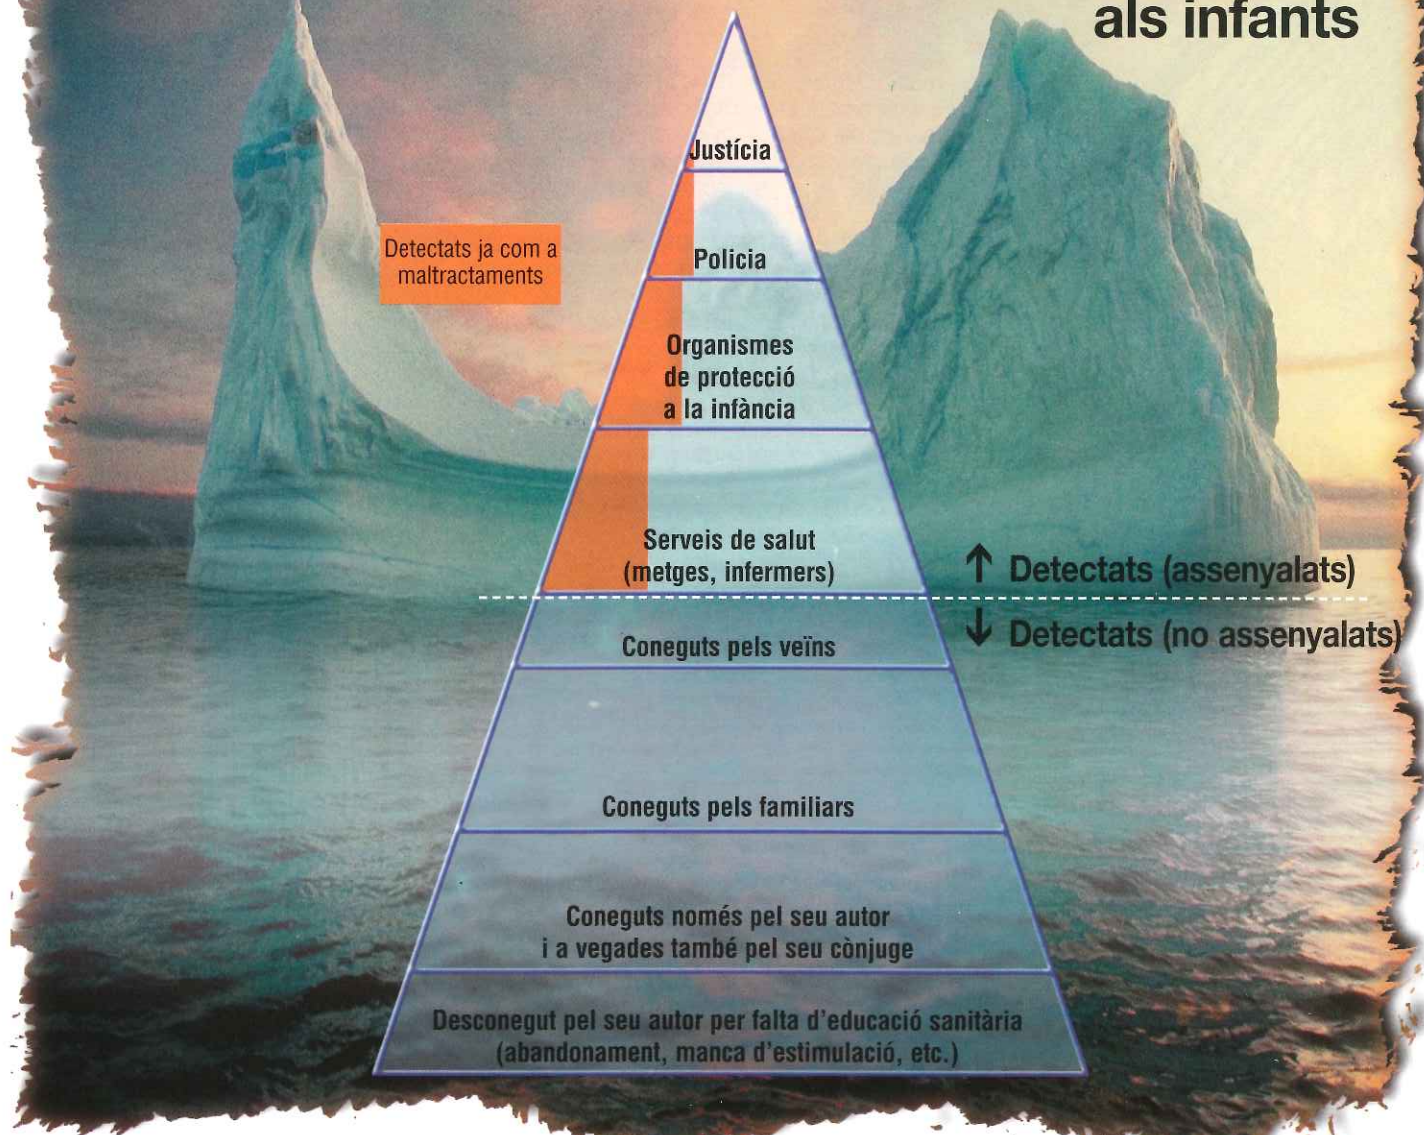 als infants
Justícia
Detectats ja com a
maltractaments
Policia
Organismes
de protecció
a la infància
Serveis de salut
(metges, infermers)
↑ Detectats (assenyalats)
↓ Detectats (no assenyalats)
Coneguts pels veïns
Coneguts pels familiars
Coneguts només pel seu autor
i a vegades també pel seu cònjuge
Desconegut pel seu autor per falta d'educació sanitària
(abandonament, manca d'estimulació, etc.)